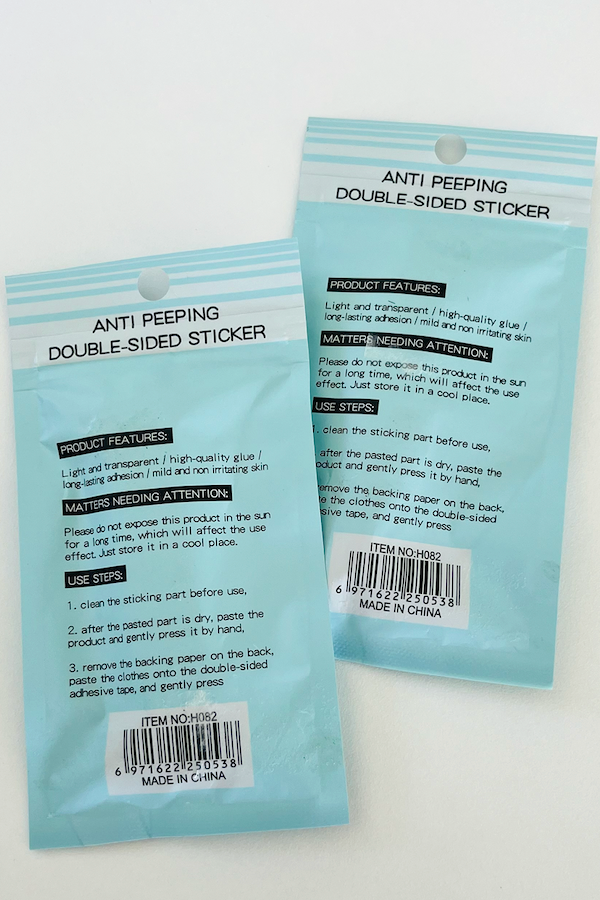 ANTI PEEPING
DOUBLE-SIDED STICKER
PRODUCT FEATURES:
Light and transparent / high-quality glue /
long-lasting adhesion / mild and non irritating skin
MATTERS NEEDING ATTENTION:
Please do not expose this product in the sun
for a long time, which will affect the use
effect. Just store it in a cool place.
USE STEPS:
1. clean the sticking part before use,
2. after the pasted part is dry, paste the
product and gently press it by hand,
3. remove the backing paper on the back,
paste the clothes onto the double-sided
adhesive tape, and gently press
ITEM NO:H082
6 971622 250538
MADE IN CHINA
ANTI PEEPING
DOUBLE-SIDED STICKER
PRODUCT FEATURES:
Light and transparent / high-quality glue /
long-lasting adhesion / mild and non irritating skin
MATTERS NEEDING ATTENTION:
Please do not expose this product in the sun
for a long time, which will affect the use
effect. Just store it in a cool place.
USE STEPS:
. clean the sticking part before use,
after the pasted part is dry, paste the
oduct and gently press it by hand,
emove the backing paper on the back,
e the clothes onto the double-sided
sive tape, and gently press
ITEM NO:H082
6 971622 250538
MADE IN CHINA